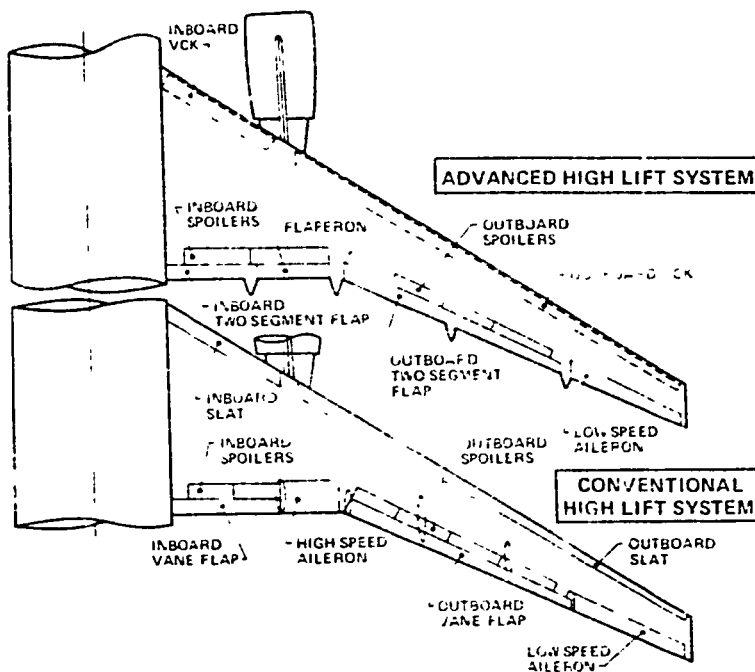 INBOARD
VCK
ADVANCED HIGH LIFT SYSTEM
INBOARD
SPOILERS
FLAPERON
OUTBOARD
SPOILERS
INBOARD
TWO SEGMENT FLAP
OUTBOARD
TWO SEGMENT
FLAP
INBOARD
SLAT
LOW SPEED
AILERON
INBOARD
SPOILERS
OUTBOARD
SPOILERS
CONVENTIONAL
HIGH LIFT SYSTEM
INBOARD
VANE FLAP
HIGH SPEED
AILERON
OUTBOARD
SLAT
OUTBOARD
VANE FLAP
LOW SPEED
AILERON